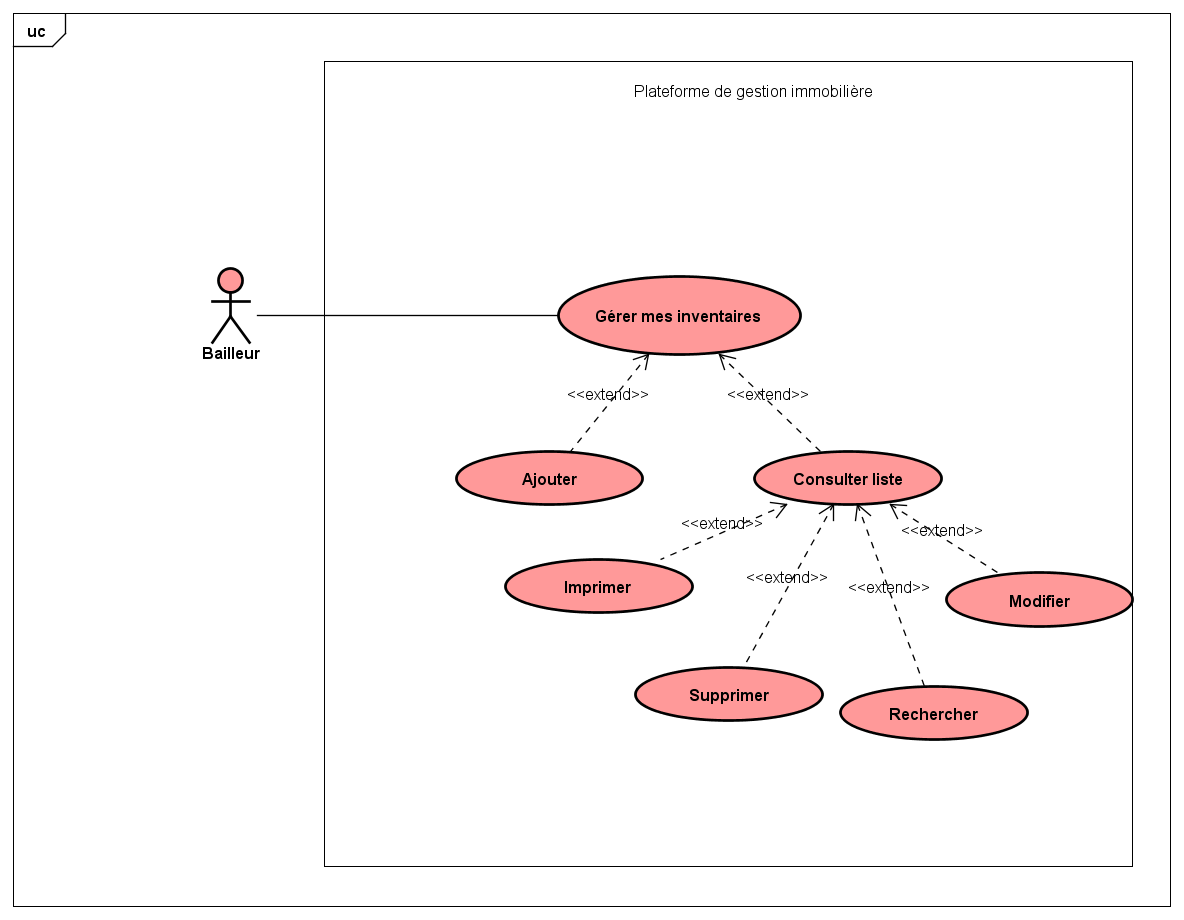 uc
Plateforme de gestion immobilière
Bailleur
Gérer mes inventaires
<<extend>>
<<extend>>
Ajouter
Consulter liste
<<extend>>
<<extend>>
<<extend>>
<<extend>>
Imprimer
Modifier
Supprimer
Rechercher